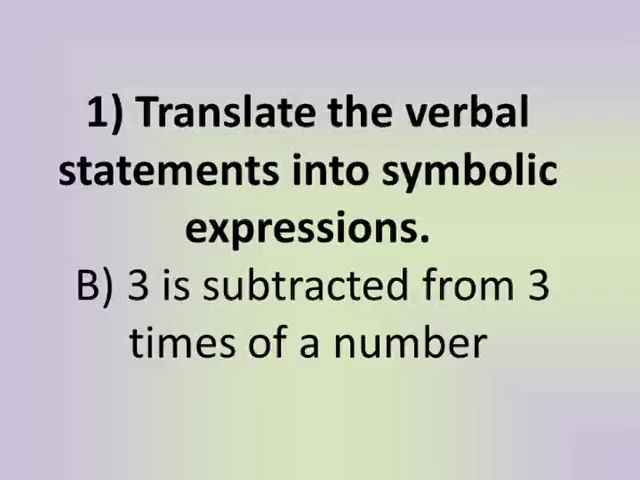 1) Translate the verbal
statements into symbolic
expressions.
B) 3 is subtracted from 3
times of a number